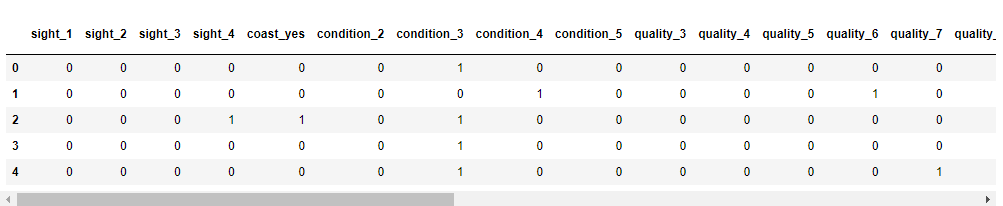 sight_1 sight_2 sight_3 sight_4 coast_yes condition_2 condition_3 condition_4 condition_5 quality_3 quality_4 quality_5 quality_6 quality_7 quality_
0 0 0 0 0 0 0 1 0 0 0 0 0 0 0
1 0 0 0 0 0 0 0 1 0 0 0 0 1 0
2 0 0 0 1 1 0 1 0 0 0 0 0 0 0
3 0 0 0 0 0 0 1 0 0 0 0 0 0 0
4 0 0 0 0 0 0 1 0 0 0 0 0 0 1